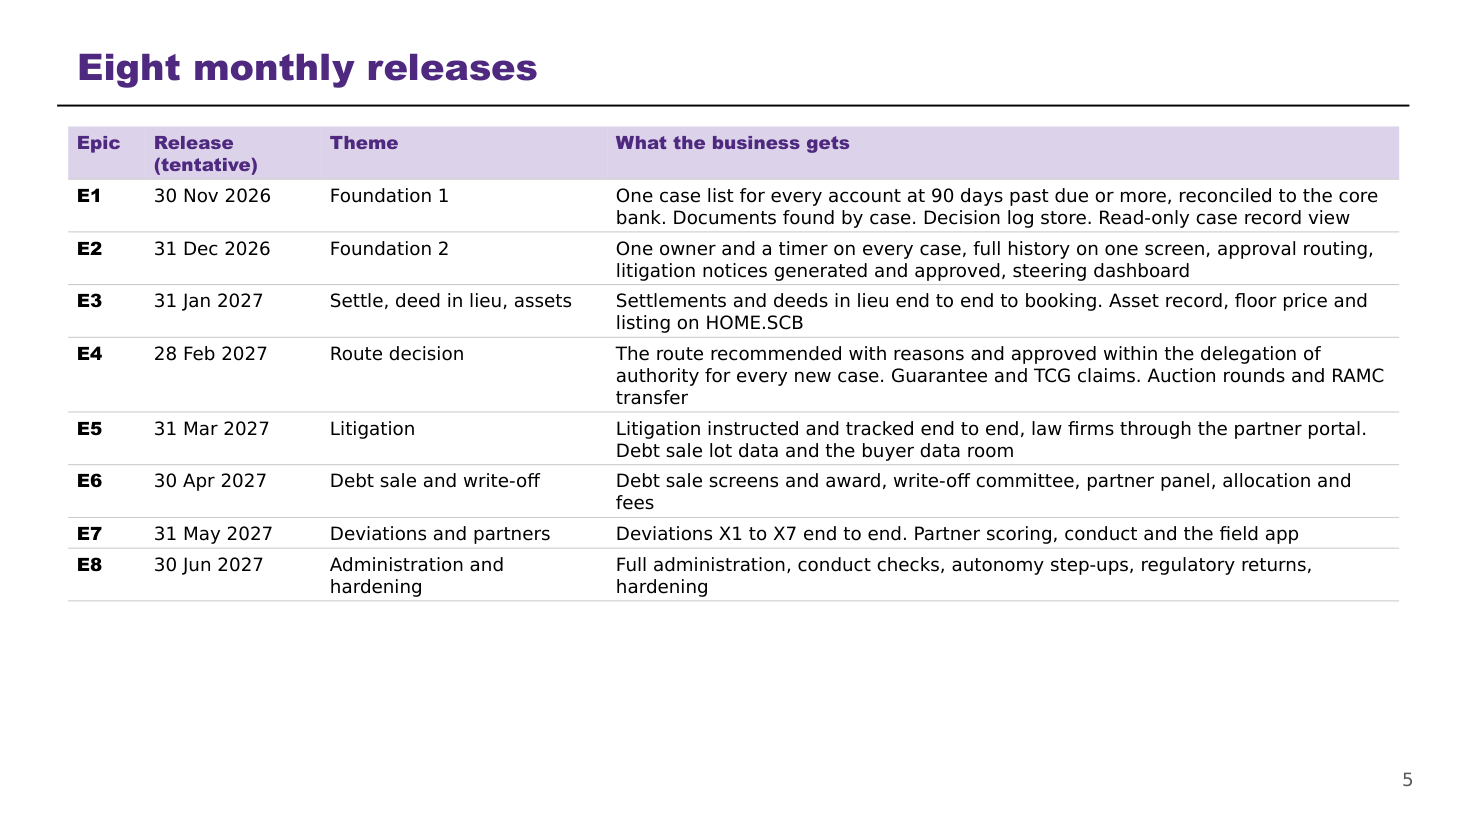 Eight monthly releases
Epic
Release
(tentative)
Theme
What the business gets
E1
30 Nov 2026
Foundation 1
One case list for every account at 90 days past due or more, reconciled to the core
bank. Documents found by case. Decision log store. Read-only case record view
E2
31 Dec 2026
Foundation 2
One owner and a timer on every case, full history on one screen, approval routing,
litigation notices generated and approved, steering dashboard
E3
31 Jan 2027
Settle, deed in lieu, assets
Settlements and deeds in lieu end to end to booking. Asset record, floor price and
listing on HOME.SCB
E4
28 Feb 2027
Route decision
The route recommended with reasons and approved within the delegation of
authority for every new case. Guarantee and TCG claims. Auction rounds and RAMC
transfer
E5
31 Mar 2027
Litigation
Litigation instructed and tracked end to end, law firms through the partner portal.
Debt sale lot data and the buyer data room
E6
30 Apr 2027
Debt sale and write-off
Debt sale screens and award, write-off committee, partner panel, allocation and
fees
E7
31 May 2027
Deviations and partners
Deviations X1 to X7 end to end. Partner scoring, conduct and the field app
E8
30 Jun 2027
Administration and
hardening
Full administration, conduct checks, autonomy step-ups, regulatory returns,
hardening
5